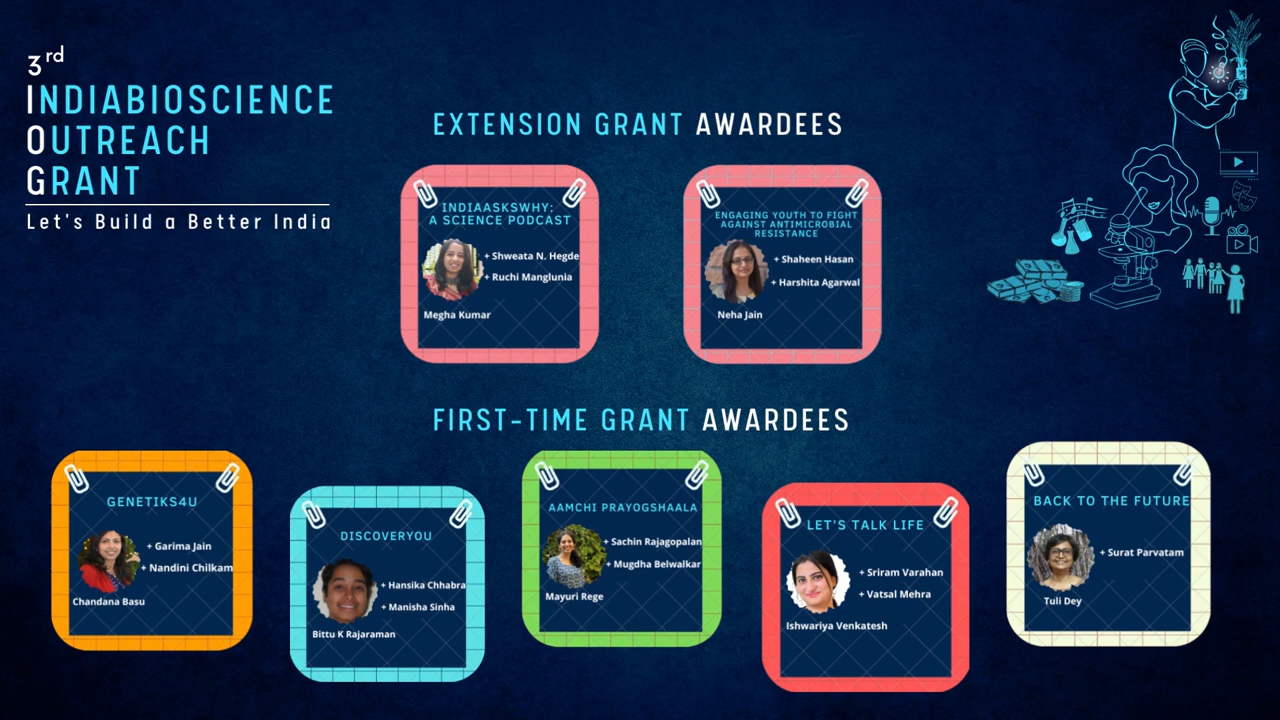 3rd
INDIABIOSCIENCE
OUTREACH
GRANT
Let's Build a Better India
EXTENSION GRANT AWARDEES
INDIAASKSWHY:
A SCIENCE PODCAST
+ Shweata N. Hegde
+ Ruchi Manglunia
Megha Kumar
ENGAGING YOUTH TO FIGHT
AGAINST ANTIMICROBIAL
RESISTANCE
+ Shaheen Hasan
+ Harshita Agarwal
Neha Jain
FIRST-TIME GRANT AWARDEES
GENETIKS4U
+ Garima Jain
+ Nandini Chilkam
Chandana Basu
DISCOVERYOU
+ Hansika Chhabra
+ Manisha Sinha
Bittu K Rajaraman
AAMCHI PRAYOGSHAALA
+ Sachin Rajagopalan
+ Mugdha Belwalkar
Mayuri Rege
LET'S TALK LIFE
+ Sriram Varahan
+ Vatsal Mehra
Ishwariya Venkatesh
BACK TO THE FUTURE
+ Surat Parvatam
Tuli Dey